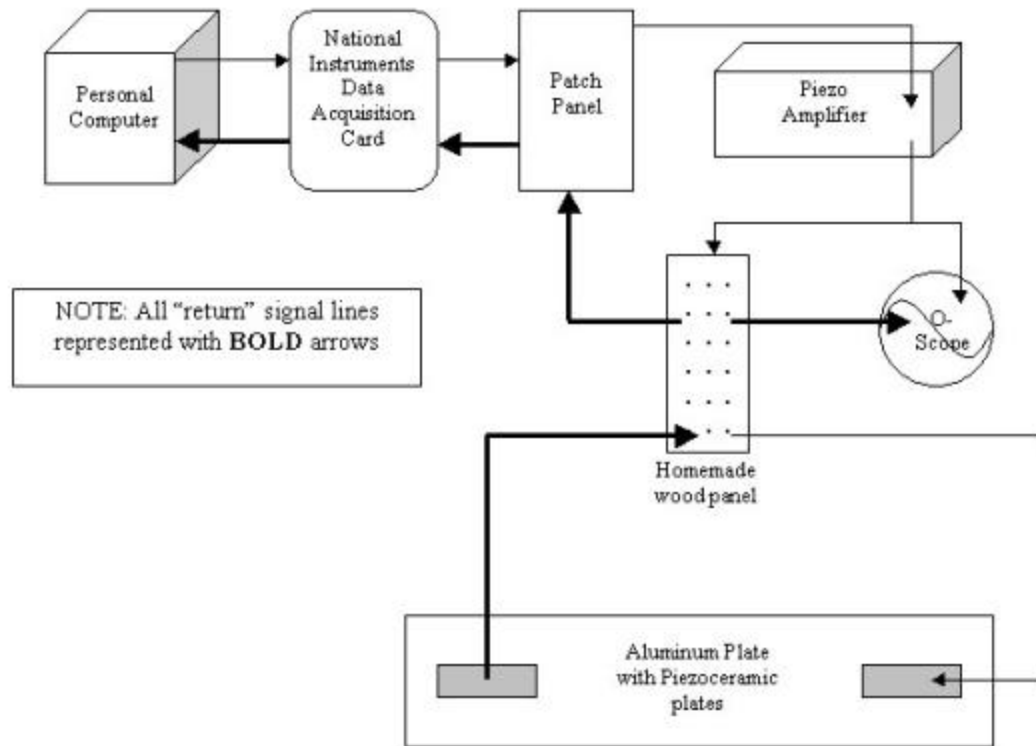 Personal
Computer
National
Instruments
Data
Acquisition
Card
Patch
Panel
Piezo
Amplifier
NOTE: All “return” signal lines
represented with BOLD arrows
O-
Scope
Homemade
wood panel
Aluminum Plate
with Piezoceramic
plates